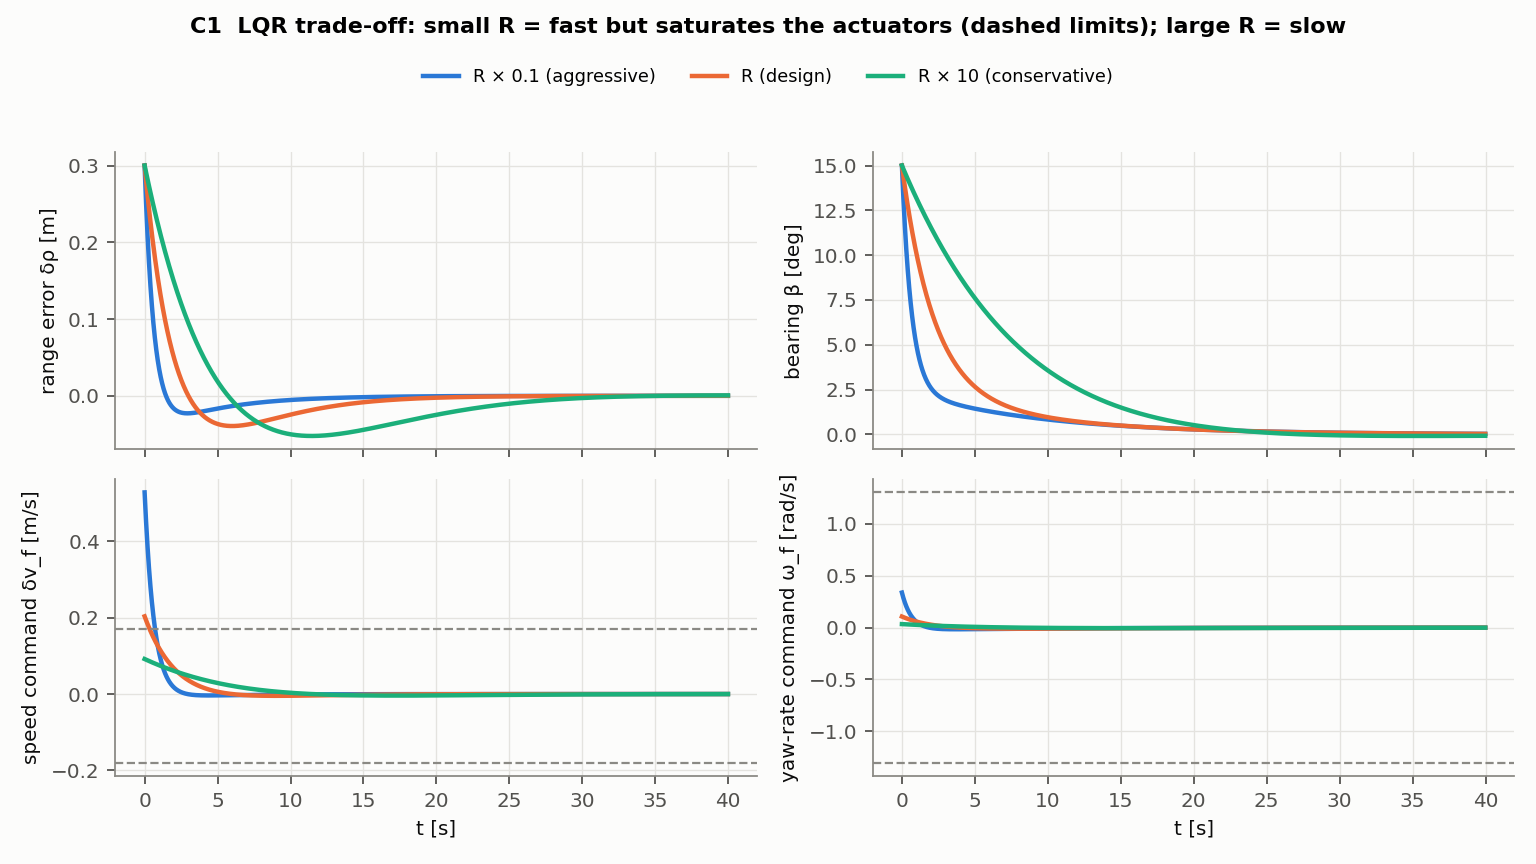 C1  LQR trade-off: small R = fast but saturates the actuators (dashed limits); large R = slow
R × 0.1 (aggressive)
R (design)
R × 10 (conservative)
range error δρ [m]
0.3
0.2
0.1
0.0
bearing β [deg]
15.0
12.5
10.0
7.5
5.0
2.5
0.0
speed command δv_f [m/s]
0.4
0.2
0.0
−0.2
0 5 10 15 20 25 30 35 40
t [s]
yaw-rate command ω_f [rad/s]
1.0
0.5
0.0
−0.5
−1.0
0 5 10 15 20 25 30 35 40
t [s]